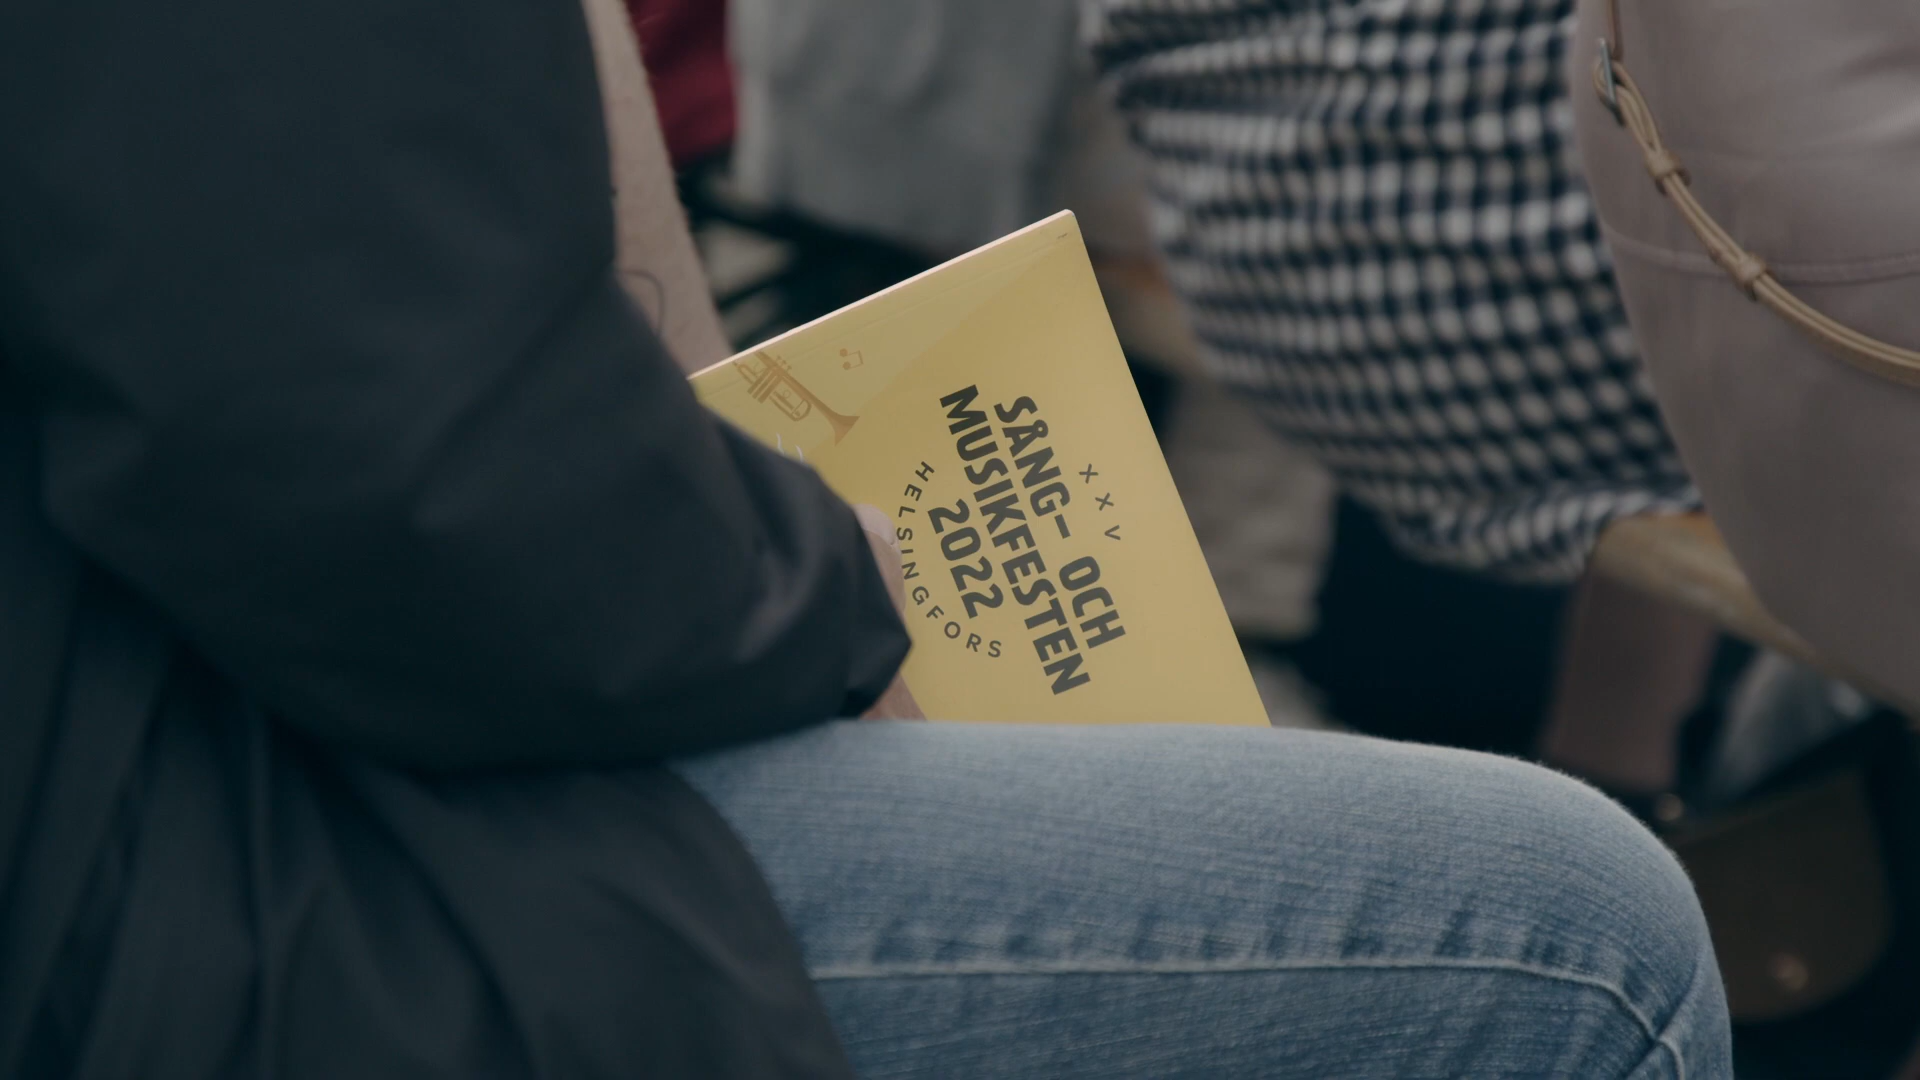 XXV
SÅNG- OCH
MUSIKFESTEN
2022
HELSINGFORS